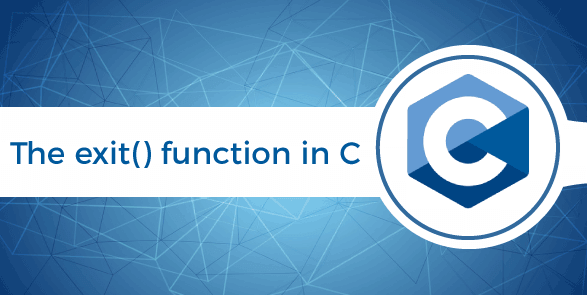 The exit() function in C
C